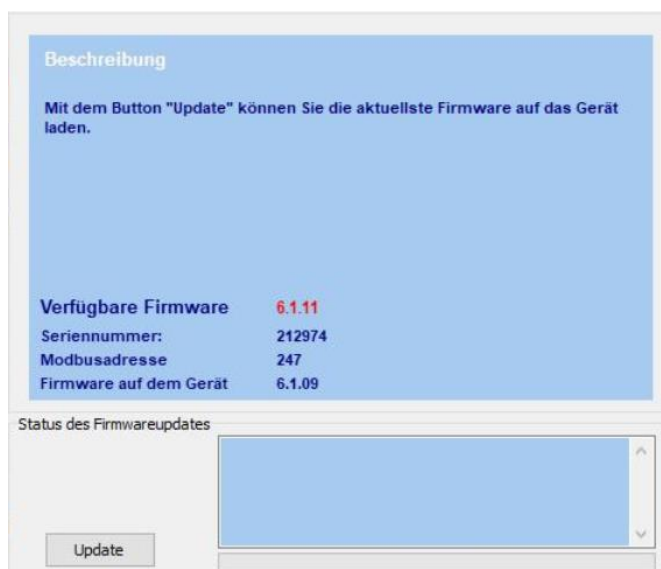 Beschreibung
Mit dem Button "Update" können Sie die aktuellste Firmware auf das Gerät
laden.
Verfügbare Firmware 6.1.11
Seriennummer: 212974
Modbusadresse 247
Firmware auf dem Gerät 6.1.09
Status des Firmwareupdates
Update